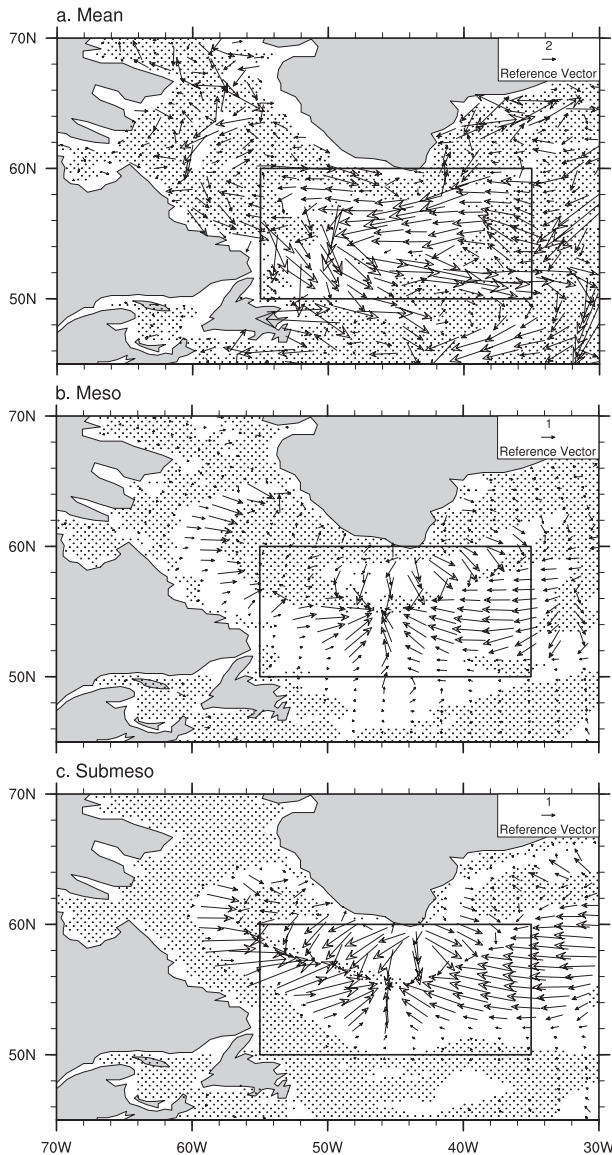 a. Mean
70N
2
Reference Vector
60N
50N
b. Meso
70N
1
Reference Vector
60N
50N
c. Submeso
70N
1
Reference Vector
60N
50N
70W
60W
50W
40W
30W